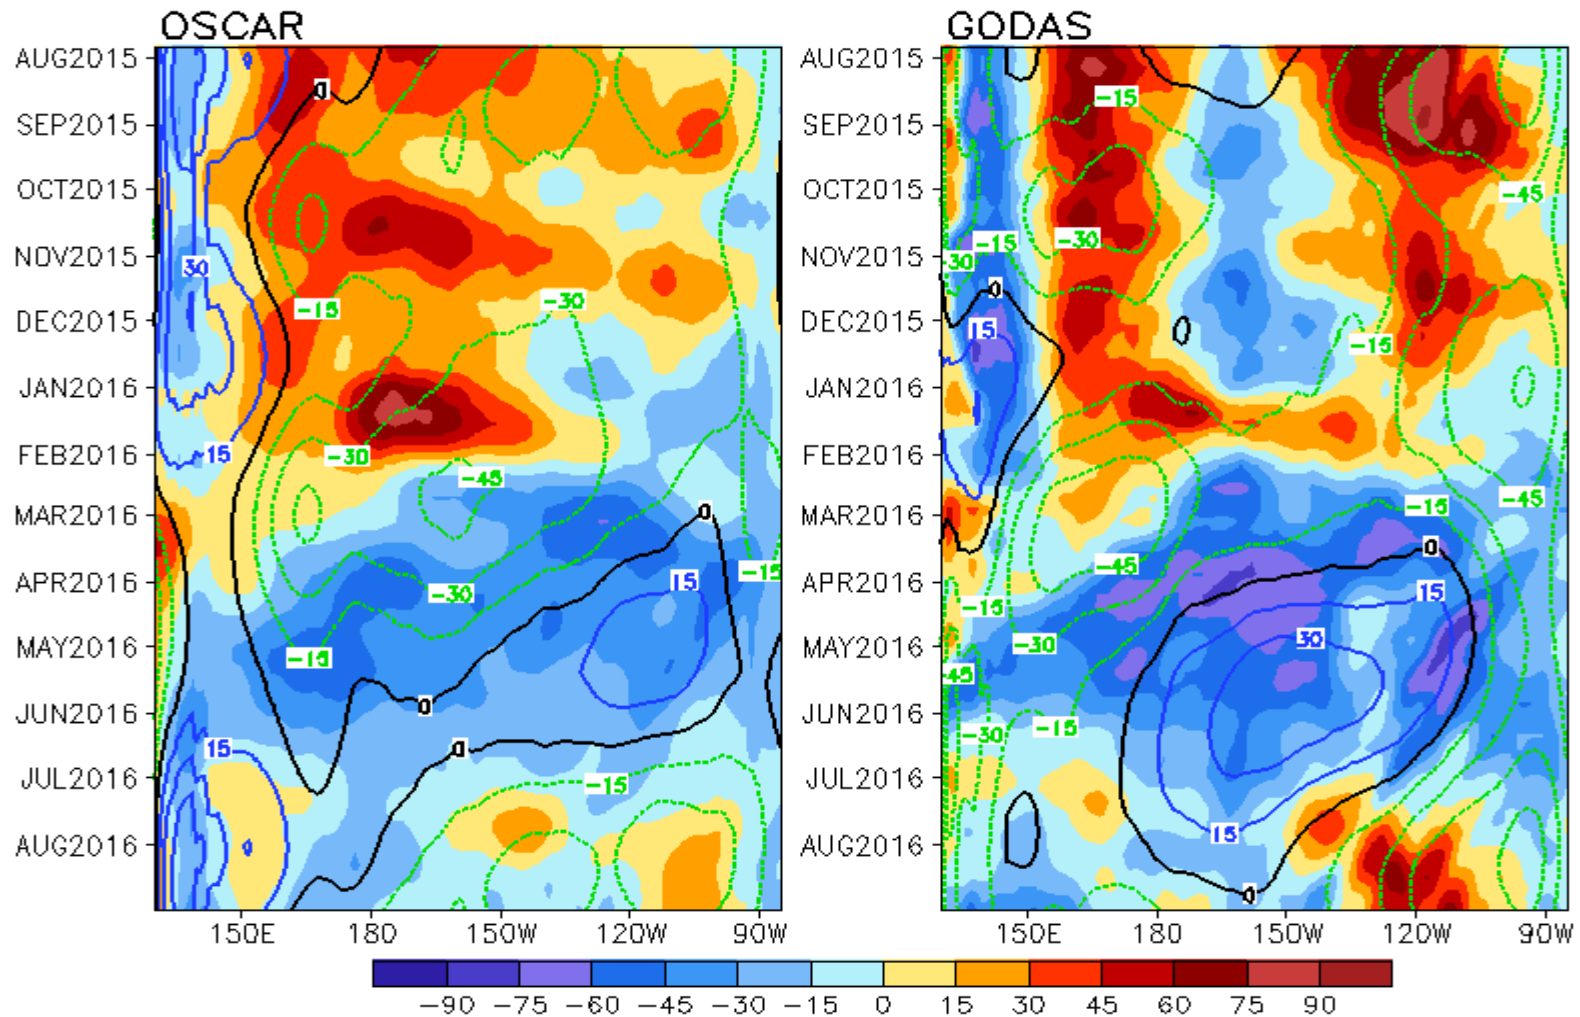 OSCAR GODAS
AUG2015 AUG2015
0
-15
SEP2015 SEP2015
OCT2015 OCT2015
-45
-30
-15
NOV2015 NOV2015
30 -30
0
-15 -30
DEC2015 DEC2015
15
-15
JAN2016 JAN2016
15 -30
FEB2016 FEB2016
-45
-45
-15
MAR2016 0 MAR2016
0
-45
-15
APR2016 15 APR2016
-30 15
-15
30
MAY2016 -15 MAY2016 -30
-45
0
JUN2016 JUN2016
-15
15 0 -30
JUL2016 -15 JUL2016
15
AUG2016 AUG2016
0
150E 180 150W 120W 90W 150E 180 150W 120W 90W
-90 -75 -60 -45 -30 -15 0 15 30 45 60 75 90